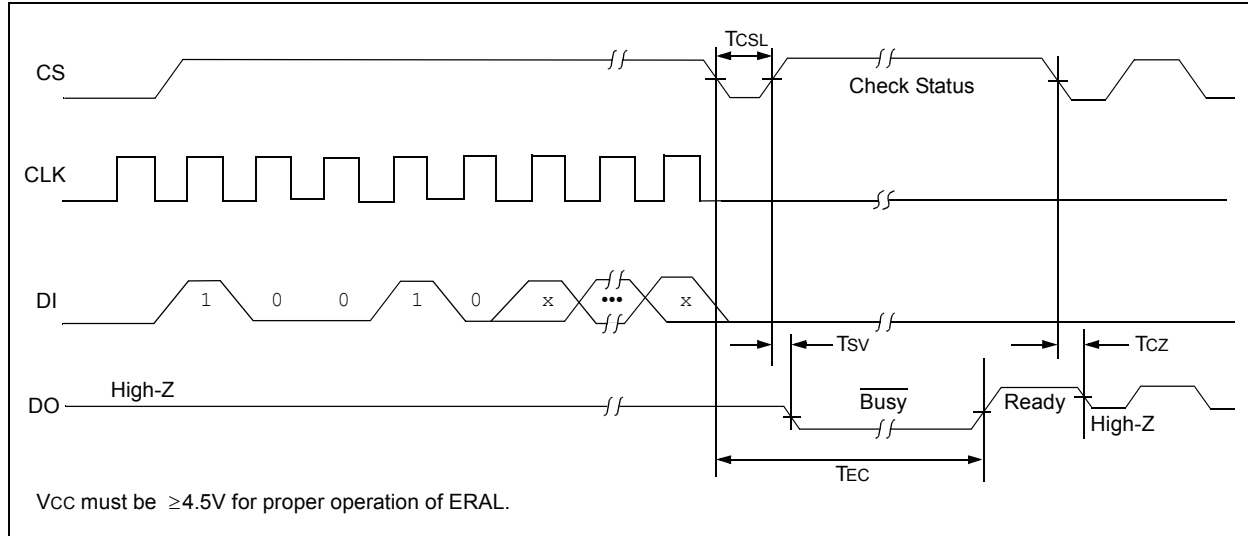 TCSL
CS
Check Status
CLK
DI
1 0 0 1 0 x ••• x
TSV
TCZ
High-Z
DO
Busy
Ready
High-Z
TEC
VCC must be ≥4.5V for proper operation of ERAL.